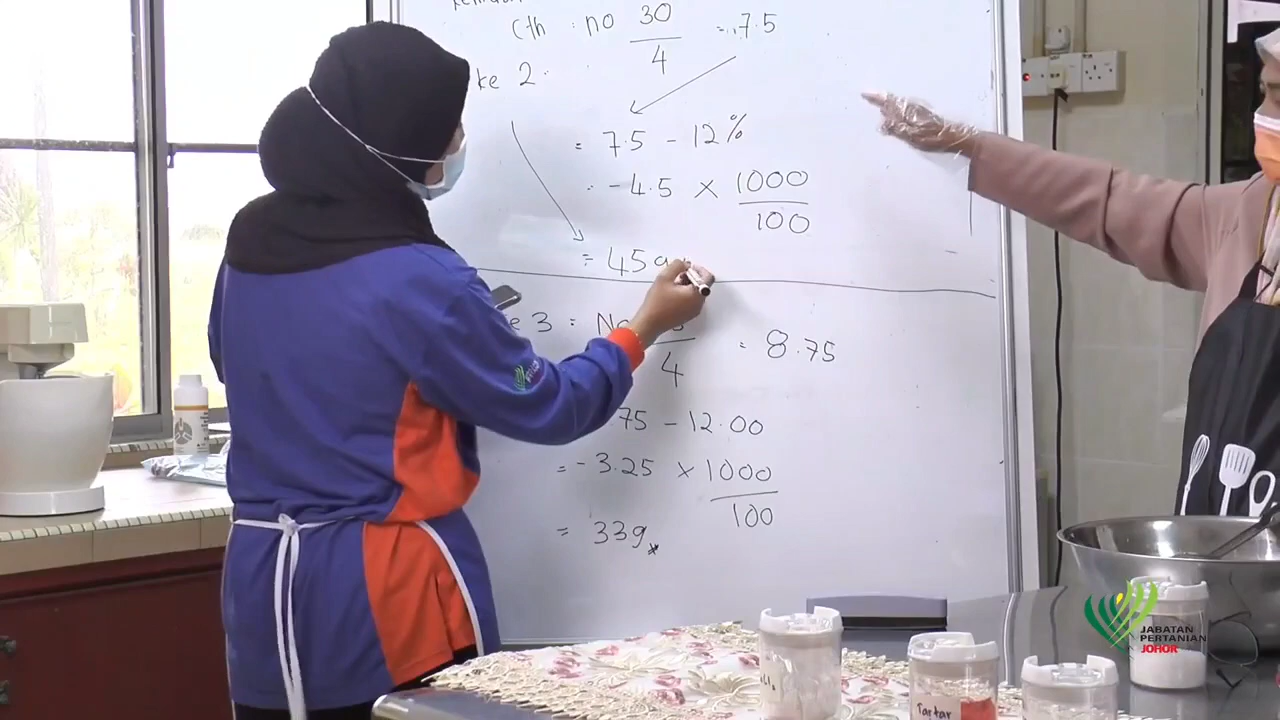 Cth : no 30/4 = 7.5
ke 2
= 7.5 - 12%
= -4.5 × 1000/100
= 45g
3 = No /4 = 8.75
75 - 12.00
= -3.25 × 1000/100
= 33g
JABATAN
PERTANIAN
JOHOR
Tartar